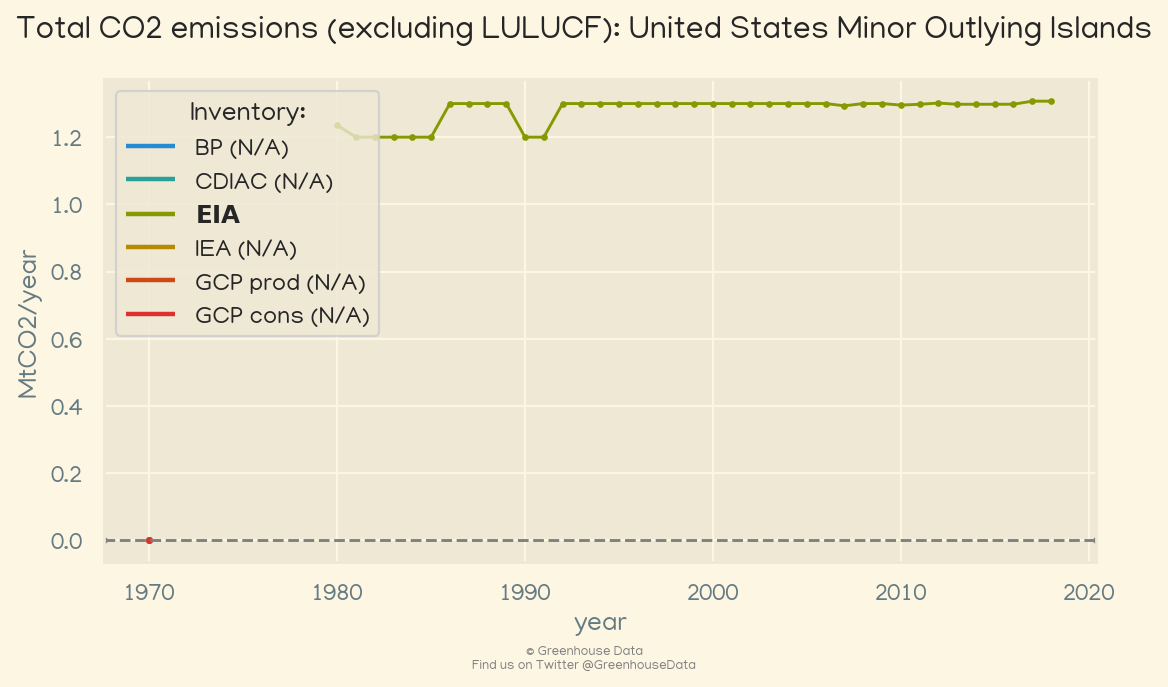 Total CO2 emissions (excluding LULUCF): United States Minor Outlying Islands
Inventory:
BP (N/A)
CDIAC (N/A)
EIA
IEA (N/A)
GCP prod (N/A)
GCP cons (N/A)
MtCO2/year
1.2
1.0
0.8
0.6
0.4
0.2
0.0
1970 1980 1990 2000 2010 2020
year
© Greenhouse Data
Find us on Twitter @GreenhouseData